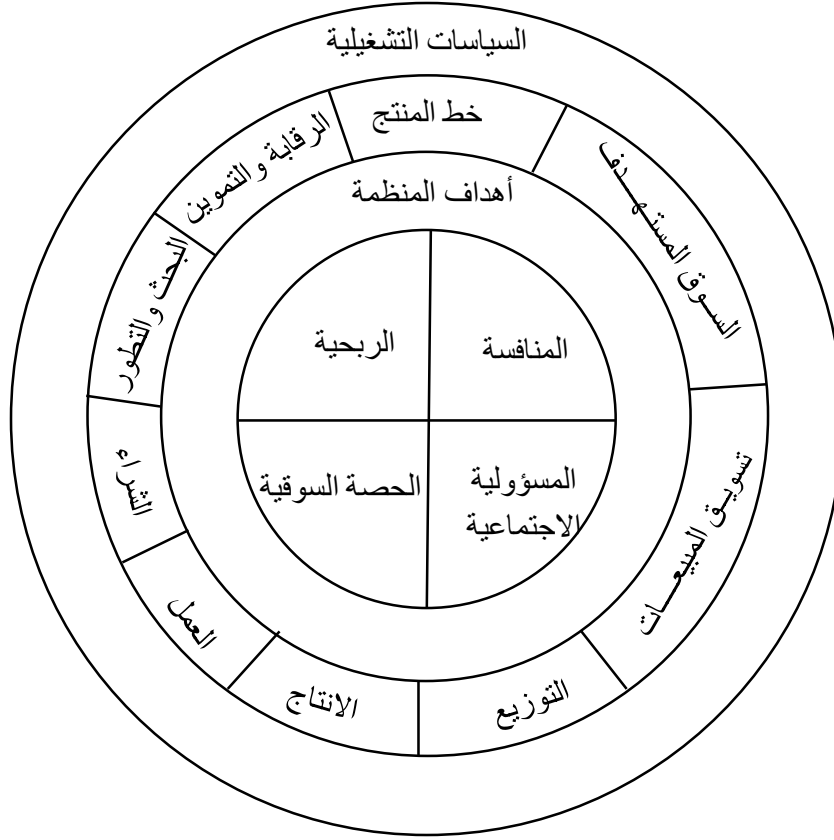 السياسات التشغيلية
خط المنتج
السوق المستهدف
تسويق المبيعات
التوزيع
الانتاج
العمل
الشراء
البحث والتطور
الرقابة والتموين
أهداف المنظمة
المنافسة
الربحية
المسؤولية
الاجتماعية
الحصة السوقية